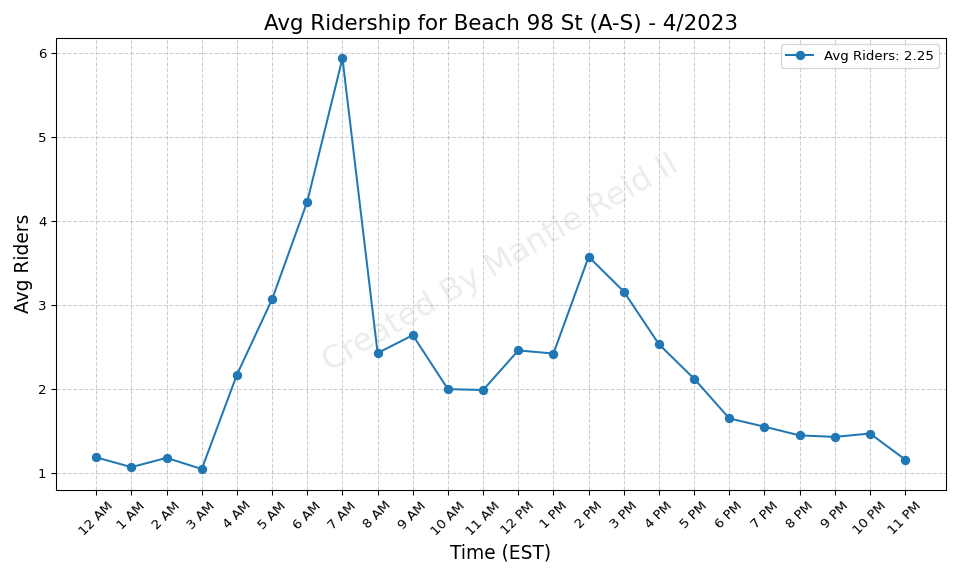 Avg Ridership for Beach 98 St (A-S) - 4/2023
Avg Riders: 2.25
Avg Riders
6
5
4
3
2
1
Created By Mantie Reid II
12 AM
1 AM
2 AM
3 AM
4 AM
5 AM
6 AM
7 AM
8 AM
9 AM
10 AM
11 AM
12 PM
1 PM
2 PM
3 PM
4 PM
5 PM
6 PM
7 PM
8 PM
9 PM
10 PM
11 PM
Time (EST)